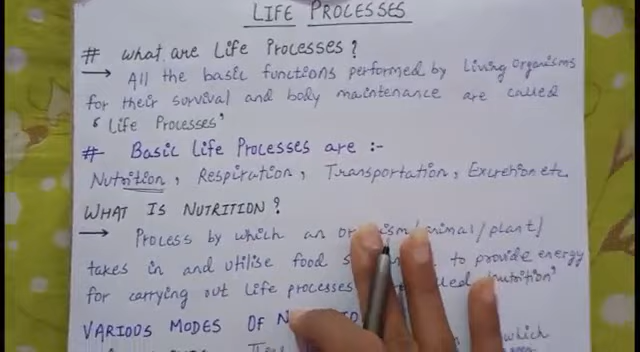 LIFE PROCESSES
# What are Life Processes?
→ All the basic functions performed by Living Organisms
for their survival and body maintenance are called
'Life Processes'
# Basic Life Processes are :-
Nutrition, Respiration, Transportation, Excretion etc.
WHAT IS NUTRITION?
→ Process by which an /animal/plant/
takes in and utilise food to provide energy
for carrying out Life processes
VARIOUS MODES OF
which